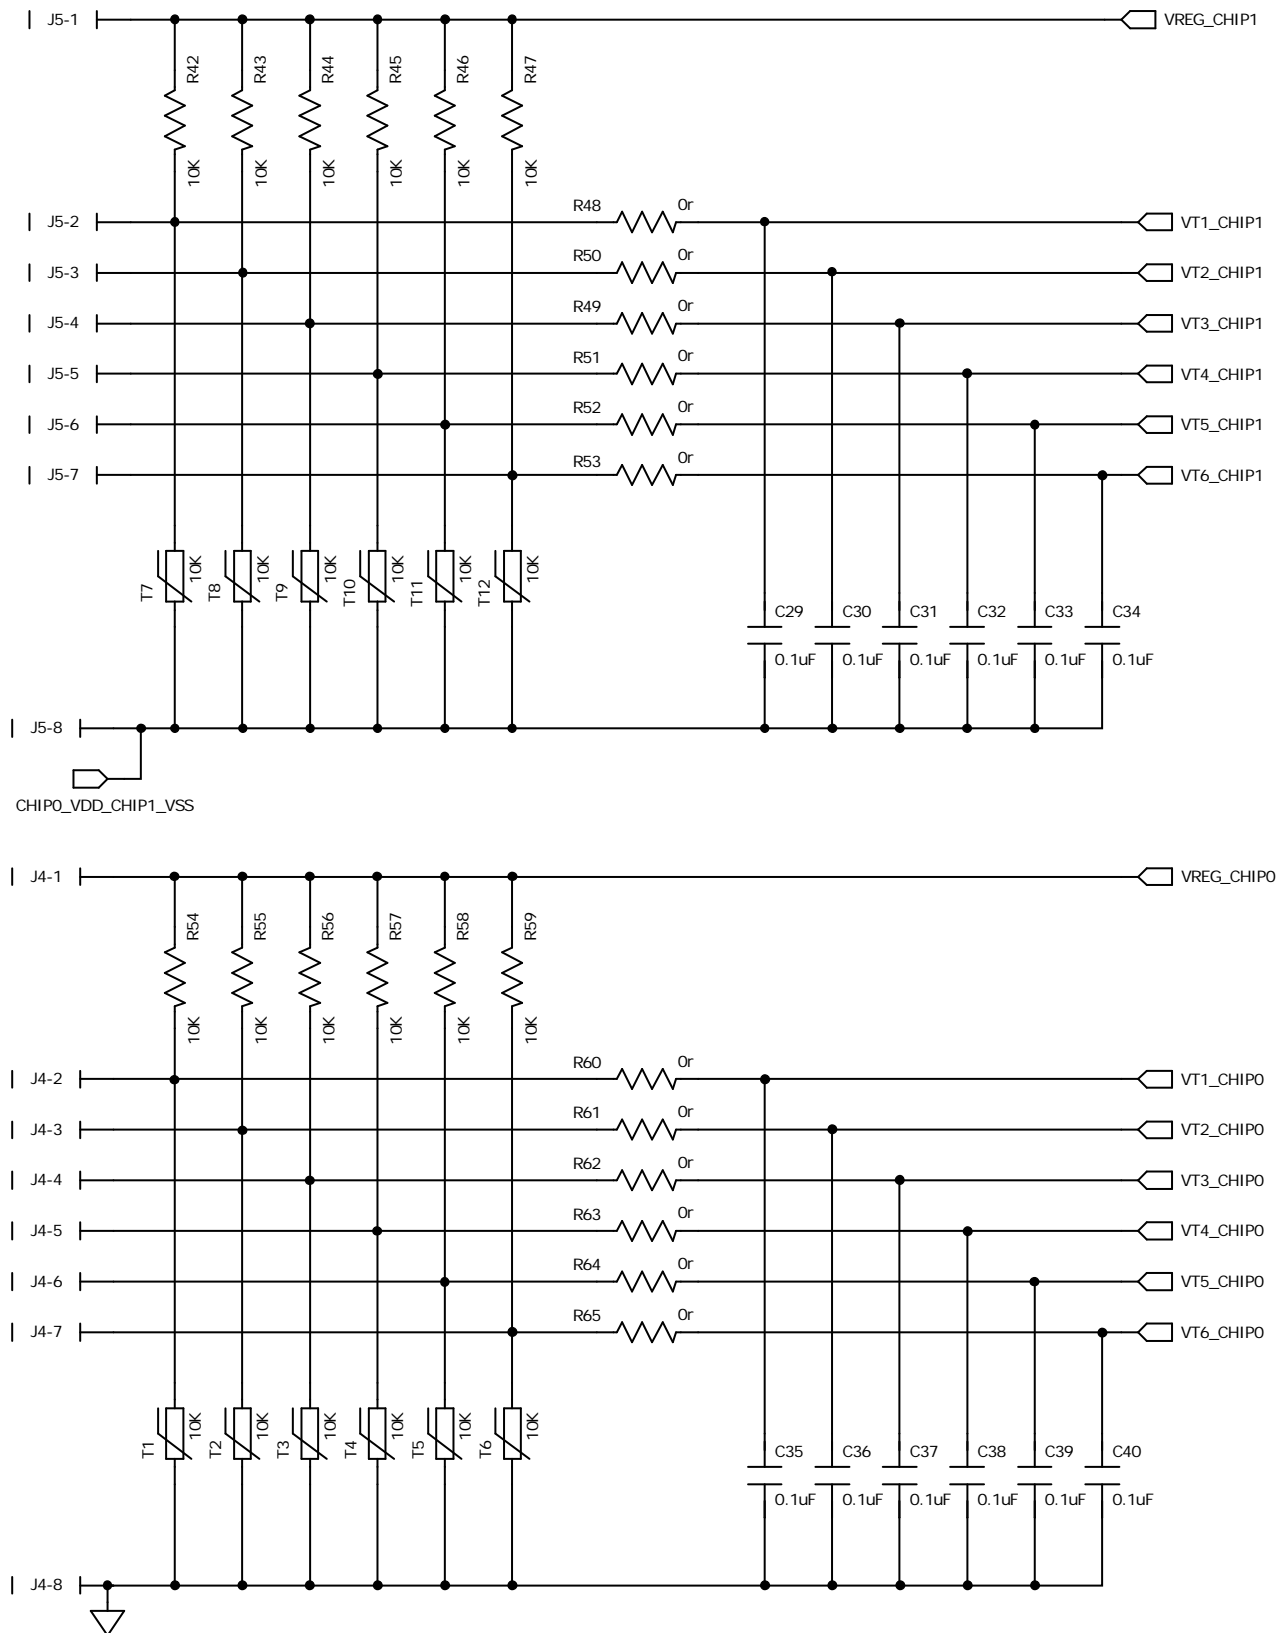 J5-1 VREG_CHIP1
R42 R43 R44 R45 R46 R47
10K 10K 10K 10K 10K 10K
J5-2 R48 0r VT1_CHIP1
J5-3 R50 0r VT2_CHIP1
J5-4 R49 0r VT3_CHIP1
J5-5 R51 0r VT4_CHIP1
J5-6 R52 0r VT5_CHIP1
J5-7 R53 0r VT6_CHIP1
T7 10K T8 10K T9 10K T10 10K T11 10K T12 10K
C29 C30 C31 C32 C33 C34
0.1uF 0.1uF 0.1uF 0.1uF 0.1uF 0.1uF
J5-8
CHIP0_VDD_CHIP1_VSS
J4-1 VREG_CHIP0
R54 R55 R56 R57 R58 R59
10K 10K 10K 10K 10K 10K
J4-2 R60 0r VT1_CHIP0
J4-3 R61 0r VT2_CHIP0
J4-4 R62 0r VT3_CHIP0
J4-5 R63 0r VT4_CHIP0
J4-6 R64 0r VT5_CHIP0
J4-7 R65 0r VT6_CHIP0
T1 10K T2 10K T3 10K T4 10K T5 10K T6 10K
C35 C36 C37 C38 C39 C40
0.1uF 0.1uF 0.1uF 0.1uF 0.1uF 0.1uF
J4-8